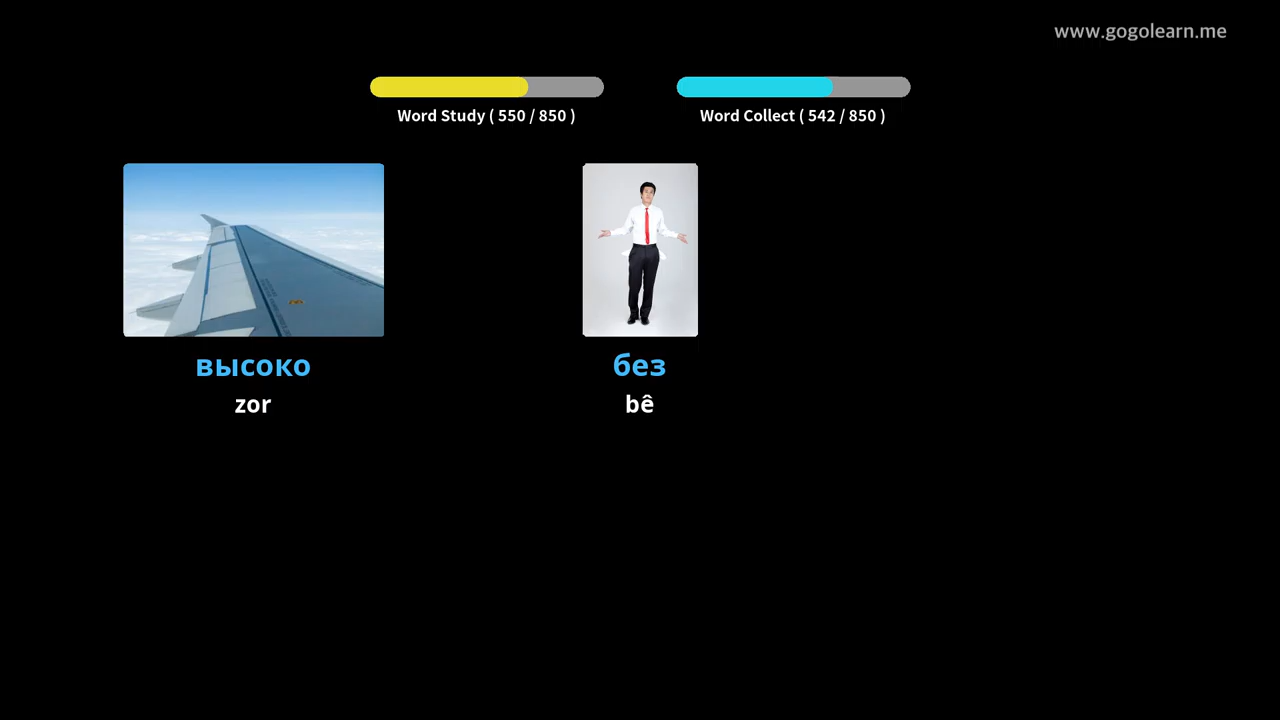 www.gogolearn.me
Word Study ( 550 / 850 )
Word Collect ( 542 / 850 )
высоко
zor
без
bê